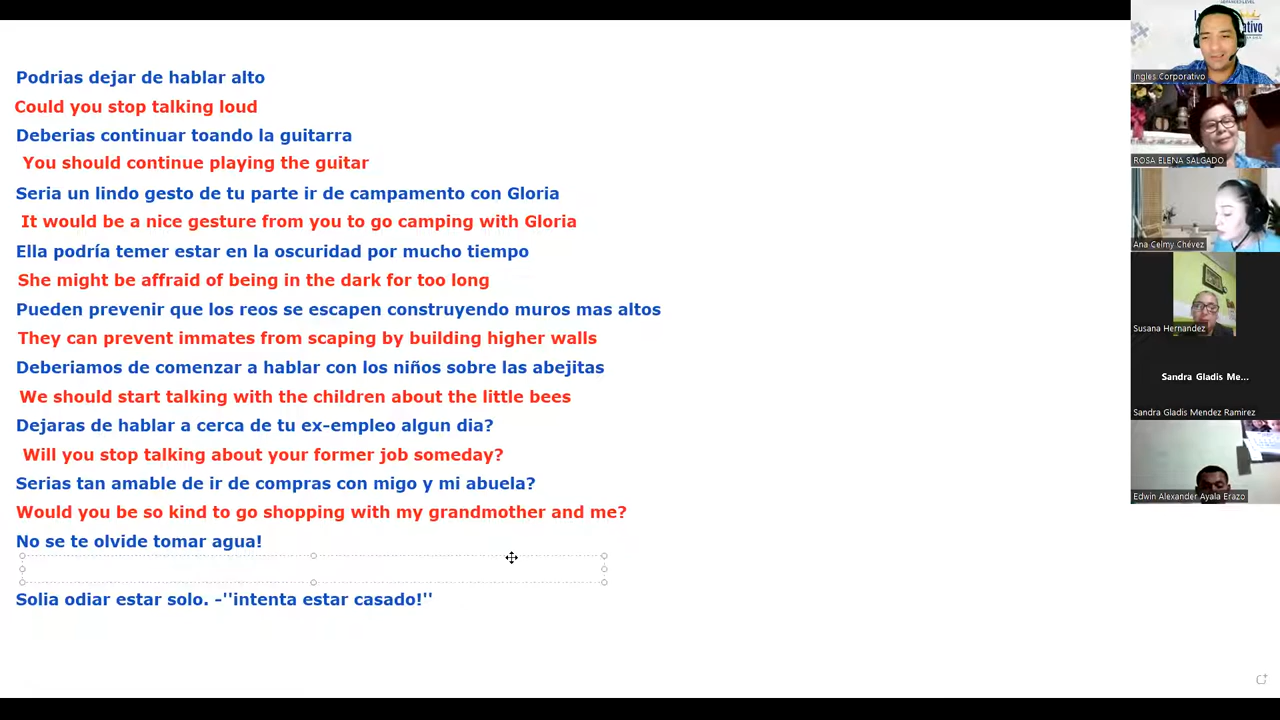 Podrias dejar de hablar alto
Could you stop talking loud
Deberias continuar toando la guitarra
You should continue playing the guitar
Seria un lindo gesto de tu parte ir de campamento con Gloria
It would be a nice gesture from you to go camping with Gloria
Ella podría temer estar en la oscuridad por mucho tiempo
She might be affraid of being in the dark for too long
Pueden prevenir que los reos se escapen construyendo muros mas altos
They can prevent immates from scaping by building higher walls
Deberiamos de comenzar a hablar con los niños sobre las abejitas
We should start talking with the children about the little bees
Dejaras de hablar a cerca de tu ex-empleo algun dia?
Will you stop talking about your former job someday?
Serias tan amable de ir de compras con migo y mi abuela?
Would you be so kind to go shopping with my grandmother and me?
No se te olvide tomar agua!
Solia odiar estar solo. -''intenta estar casado!''
Ingles Corporativo
ROSA ELENA SALGADO
Ana Celmy Chévez
Susana Hernandez
Sandra Gladis Me...
Sandra Gladis Mendez Ramirez
Edwin Alexander Ayala Erazo